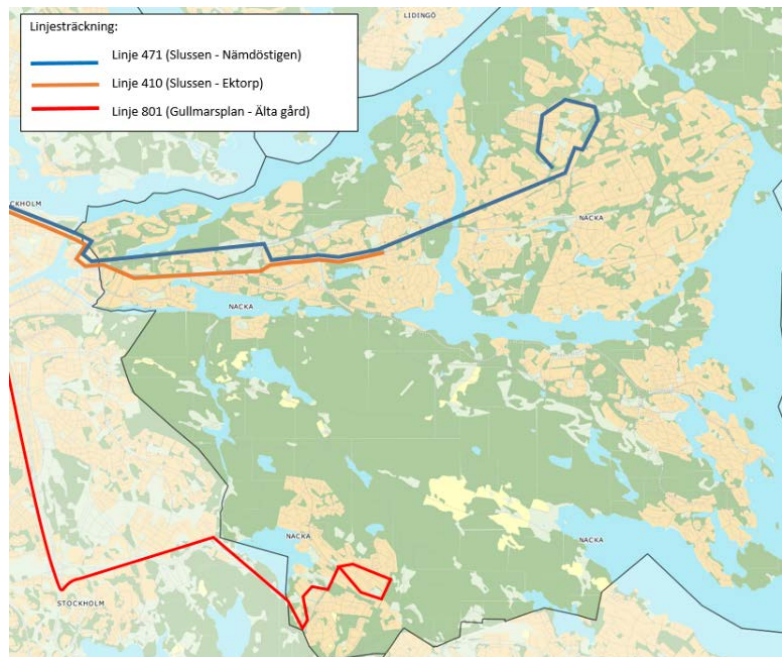 Linjesträckning:
Linje 471 (Slussen - Nämdöstigen)
Linje 410 (Slussen - Ektorp)
Linje 801 (Gullmarsplan - Älta gård)
LIDINGÖ
CKHOLM
NACKA
NACKA
NACKA
NACKA
STOCKHOLM